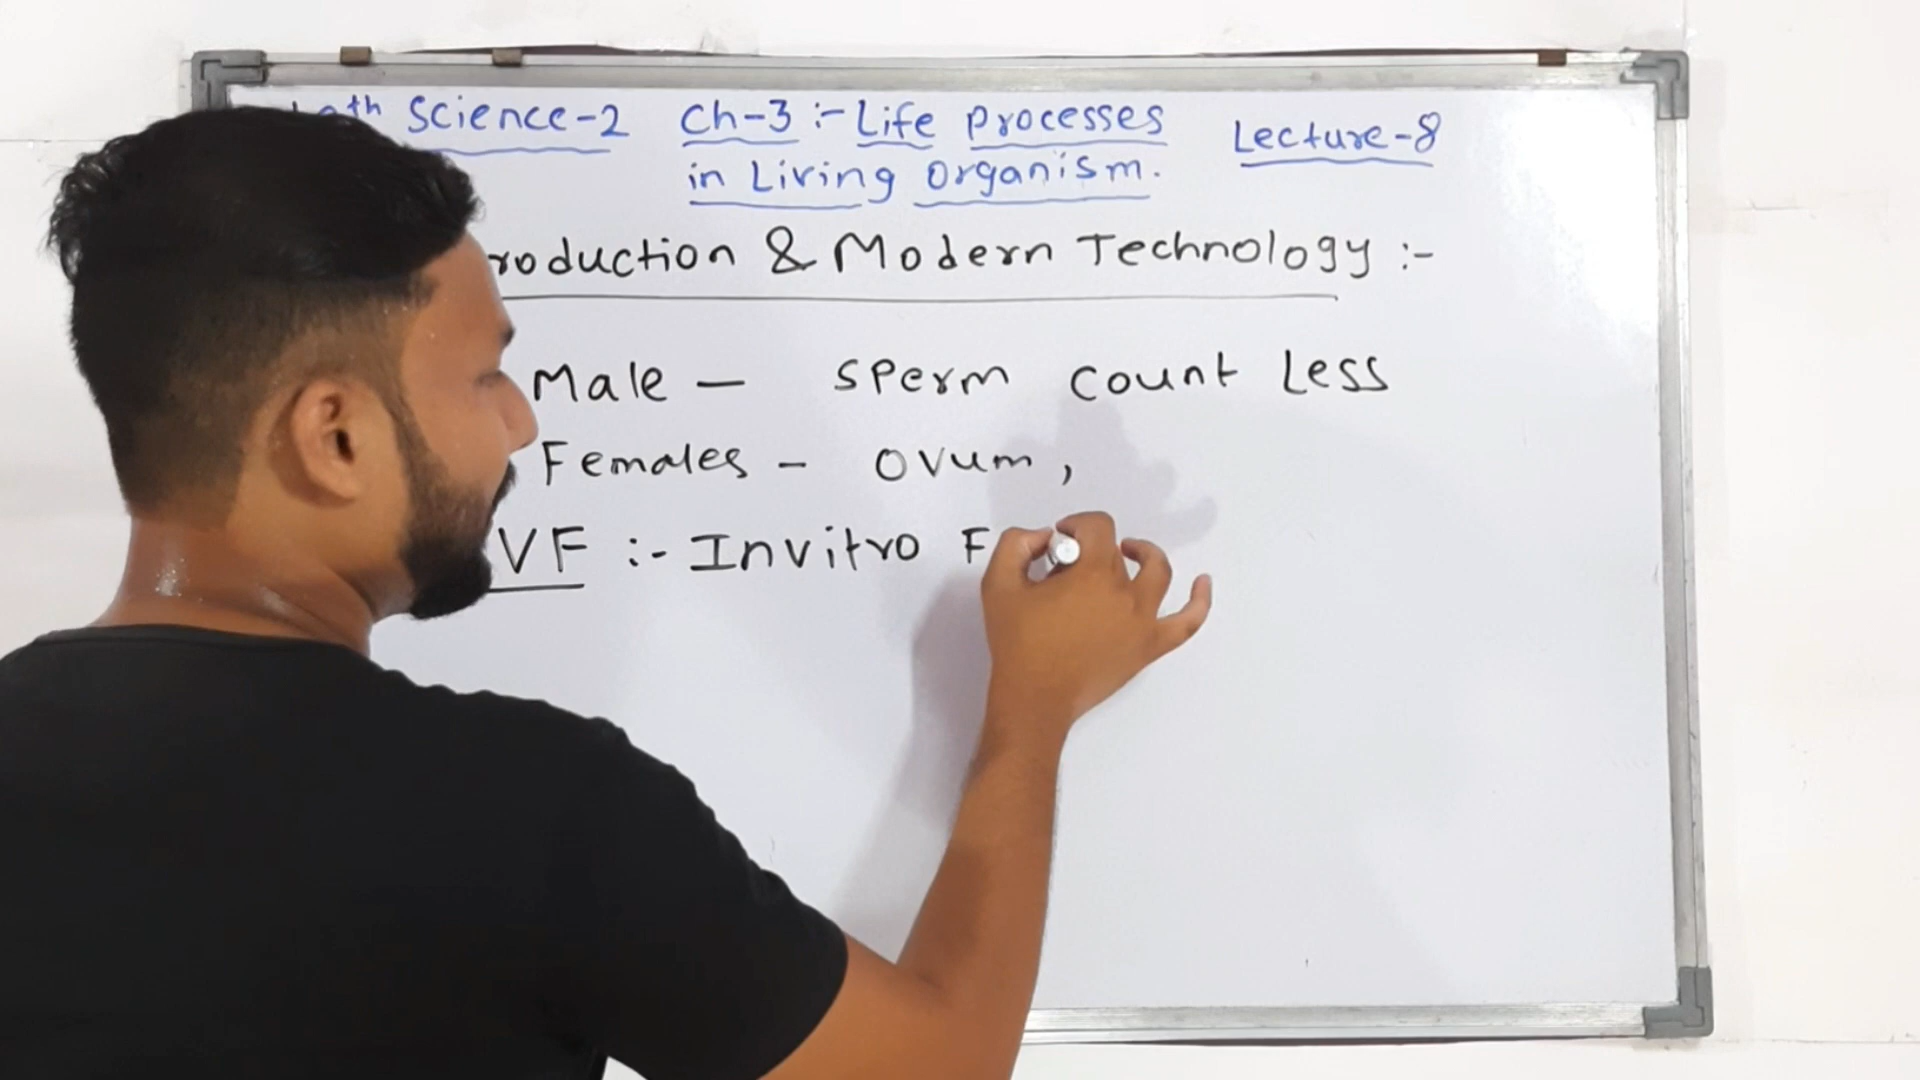 Science-2 Ch-3 :- Life Processes Lecture-8
in Living Organism.
roduction & Modern Technology :-
Male — Sperm Count Less
Females - Ovum,
VF :- Invitro F